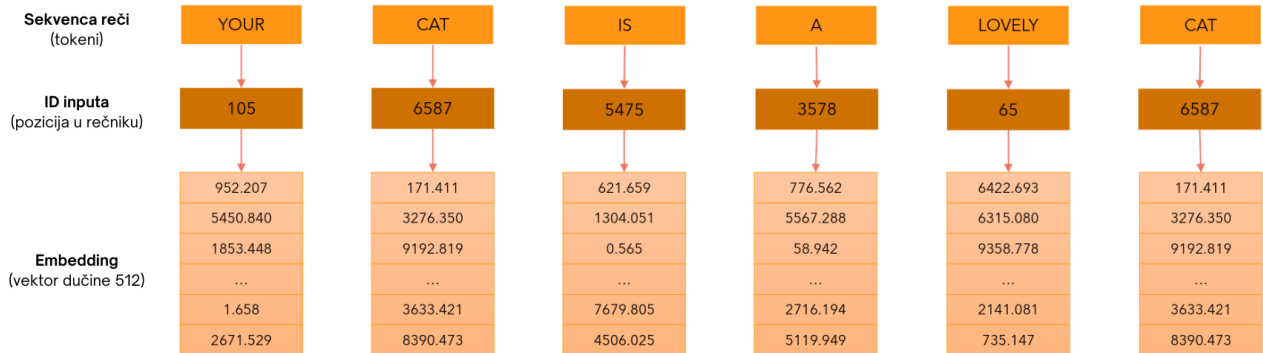 Sekvenca reči YOUR CAT IS A LOVELY CAT
(tokeni)
ID inputa 105 6587 5475 3578 65 6587
(pozicija u rečniku)
952.207 171.411 621.659 776.562 6422.693 171.411
5450.840 3276.350 1304.051 5567.288 6315.080 3276.350
1853.448 9192.819 0.565 58.942 9358.778 9192.819
Embedding
(vektor dučine 512) ... ... ... ... ... ...
1.658 3633.421 7679.805 2716.194 2141.081 3633.421
2671.529 8390.473 4506.025 5119.949 735.147 8390.473